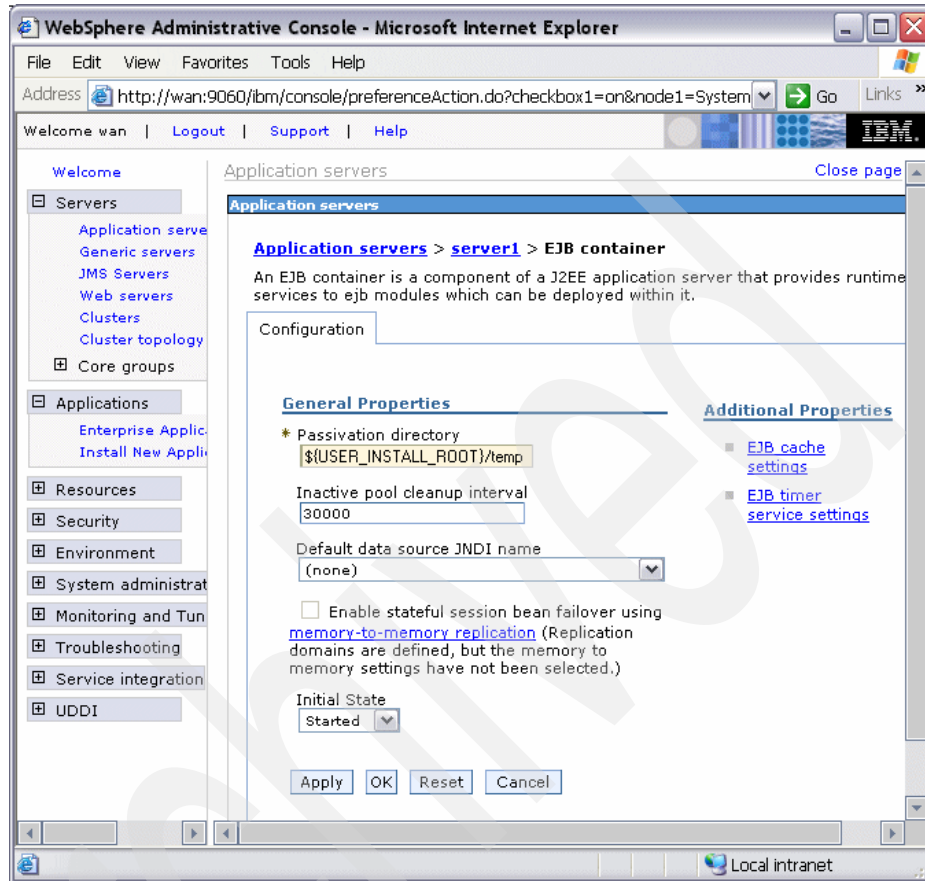 WebSphere Administrative Console - Microsoft Internet Explorer
File Edit View Favorites Tools Help
Address http://wan:9060/ibm/console/preferenceAction.do?checkbox1=on&node1=System Go Links »
Welcome wan | Logout | Support | Help IBM.
Welcome
Servers
Application serve
Generic servers
JMS Servers
Web servers
Clusters
Cluster topology
Core groups
Applications
Enterprise Applic
Install New Appli
Resources
Security
Environment
System administrat
Monitoring and Tun
Troubleshooting
Service integration
UDDI
Application servers Close page
Application servers
Application servers > server1 > EJB container
An EJB container is a component of a J2EE application server that provides runtime
services to ejb modules which can be deployed within it.
Configuration
General Properties
* Passivation directory
${USER_INSTALL_ROOT}/temp
Inactive pool cleanup interval
30000
Default data source JNDI name
(none)
Enable stateful session bean failover using
memory-to-memory replication (Replication
domains are defined, but the memory to
memory settings have not been selected.)
Initial State
Started
Apply OK Reset Cancel
Additional Properties
EJB cache
settings
EJB timer
service settings
Local intranet